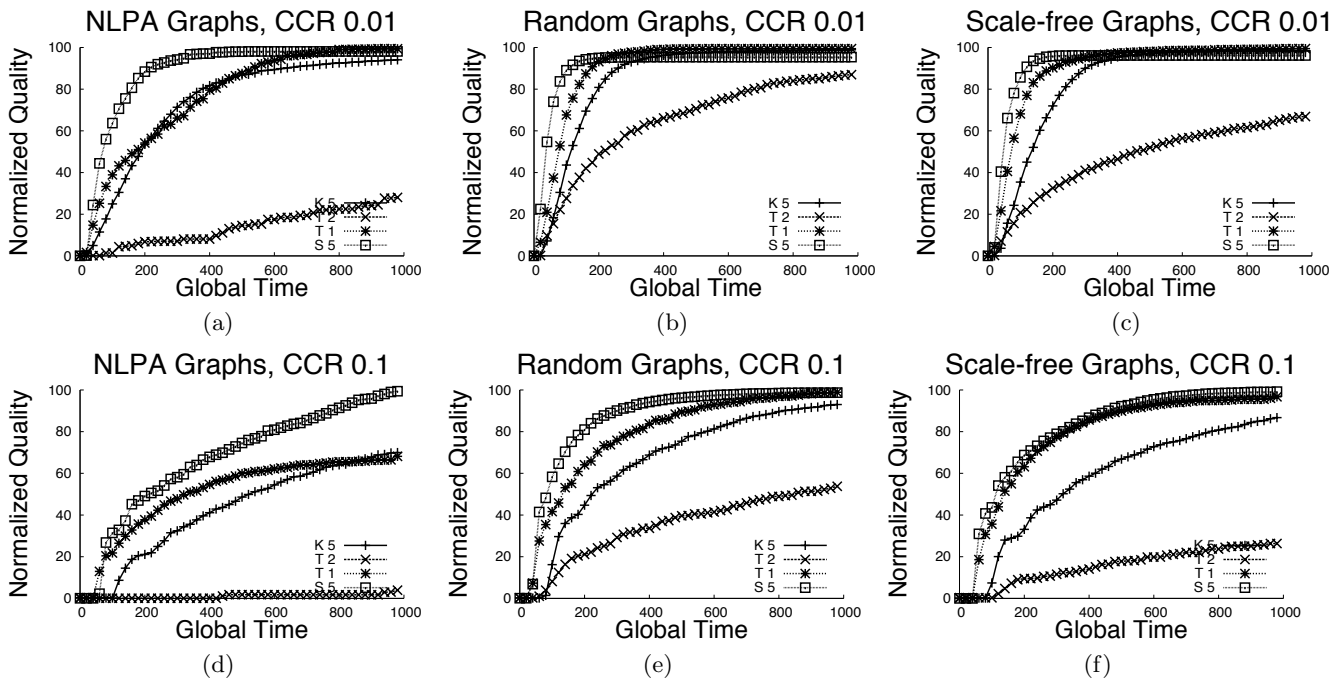 NLPA Graphs, CCR 0.01
Normalized Quality
100
80
60
40
20
0
K 5
T 2
T 1
S 5
0 200 400 600 800 1000
Global Time
(a)
Random Graphs, CCR 0.01
Normalized Quality
100
80
60
40
20
0
K 5
T 2
T 1
S 5
0 200 400 600 800 1000
Global Time
(b)
Scale-free Graphs, CCR 0.01
Normalized Quality
100
80
60
40
20
0
K 5
T 2
T 1
S 5
0 200 400 600 800 1000
Global Time
(c)
NLPA Graphs, CCR 0.1
Normalized Quality
100
80
60
40
20
0
K 5
T 2
T 1
S 5
0 200 400 600 800 1000
Global Time
(d)
Random Graphs, CCR 0.1
Normalized Quality
100
80
60
40
20
0
K 5
T 2
T 1
S 5
0 200 400 600 800 1000
Global Time
(e)
Scale-free Graphs, CCR 0.1
Normalized Quality
100
80
60
40
20
0
K 5
T 2
T 1
S 5
0 200 400 600 800 1000
Global Time
(f)